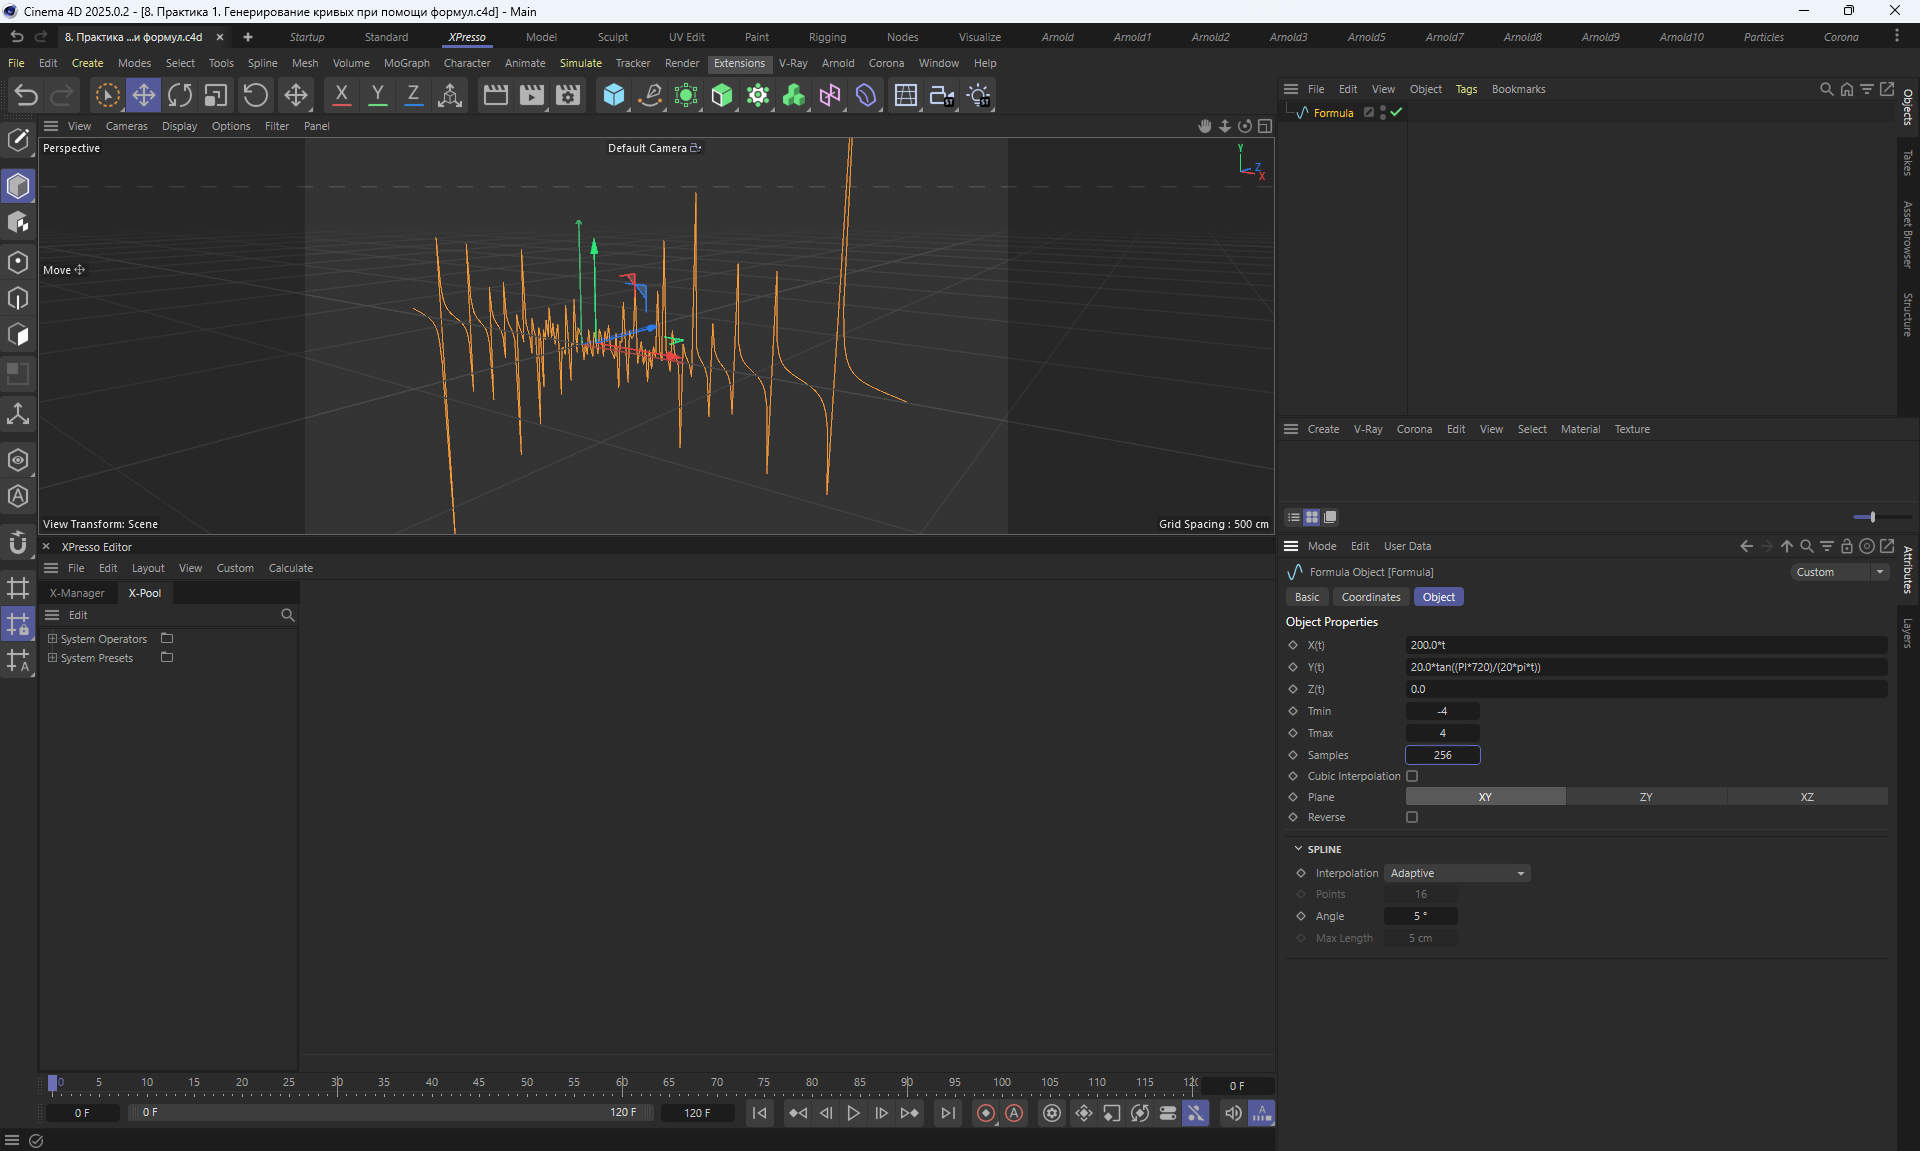 Cinema 4D 2025.0.2 - [8. Практика 1. Генерирование кривых при помощи формул.c4d] - Main
8. Практика ...и формул.c4d
Startup Standard XPresso Model Sculpt UV Edit Paint Rigging Nodes Visualize Arnold Arnold1 Arnold2 Arnold3 Arnold5 Arnold7 Arnold8 Arnold9 Arnold10 Particles Corona
File Edit Create Modes Select Tools Spline Mesh Volume MoGraph Character Animate Simulate Tracker Render Extensions V-Ray Arnold Corona Window Help
X Y Z
ST ST
View Cameras Display Options Filter Panel
Perspective
Default Camera
Y
Z
X
Move
View Transform: Scene
Grid Spacing : 500 cm
XPresso Editor
File Edit Layout View Custom Calculate
X-Manager X-Pool
Edit
System Operators
System Presets
0 5 10 15 20 25 30 35 40 45 50 55 60 65 70 75 80 85 90 95 100 105 110 115 12
0 F
0 F 0 F 120 F 120 F
File Edit View Object Tags Bookmarks
Formula
Objects
Takes
Asset Browser
Structure
Create V-Ray Corona Edit View Select Material Texture
Mode Edit User Data
Attributes
Layers
Formula Object [Formula]
Custom
Basic Coordinates Object
Object Properties
X(t) 200.0*t
Y(t) 20.0*tan((PI*720)/(20*pi*t))
Z(t) 0.0
Tmin -4
Tmax 4
Samples 256
Cubic Interpolation
Plane XY ZY XZ
Reverse
SPLINE
Interpolation Adaptive
Points 16
Angle 5 °
Max Length 5 cm